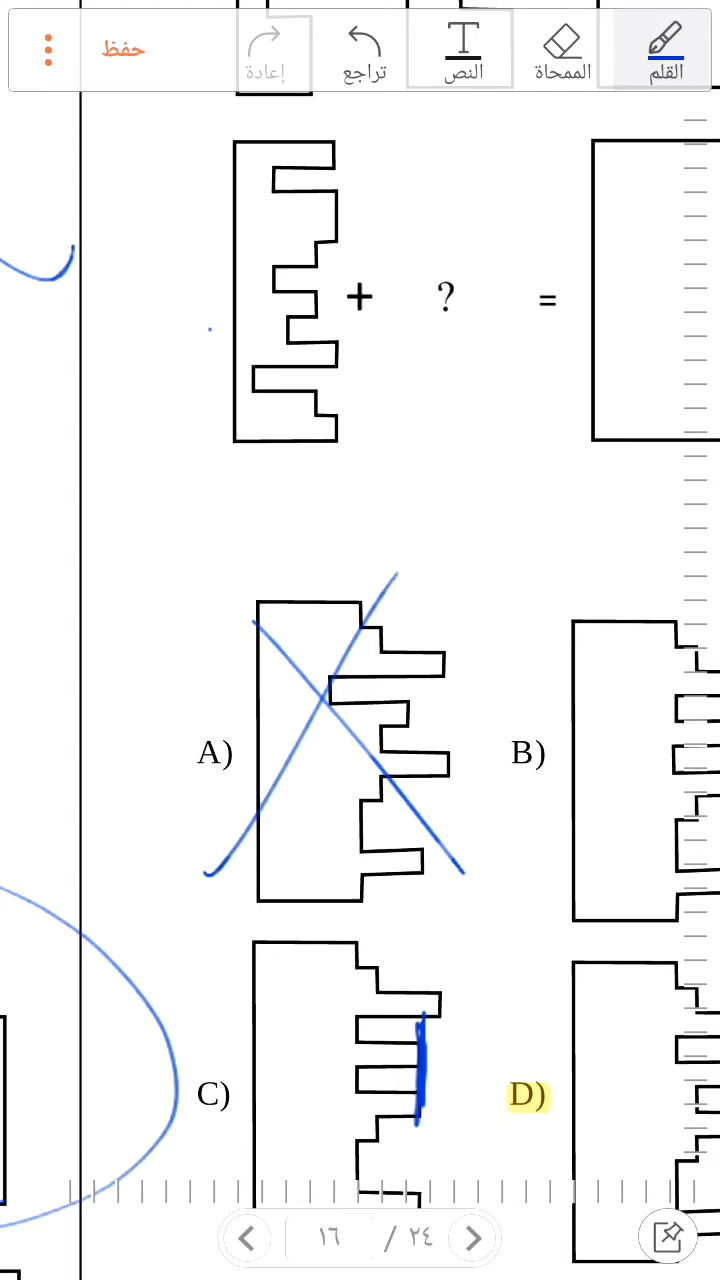 حفظ إعادة تراجع النص الممحاة القلم
+ ? =
A) B)
C) D)
١٦ / ٢٤